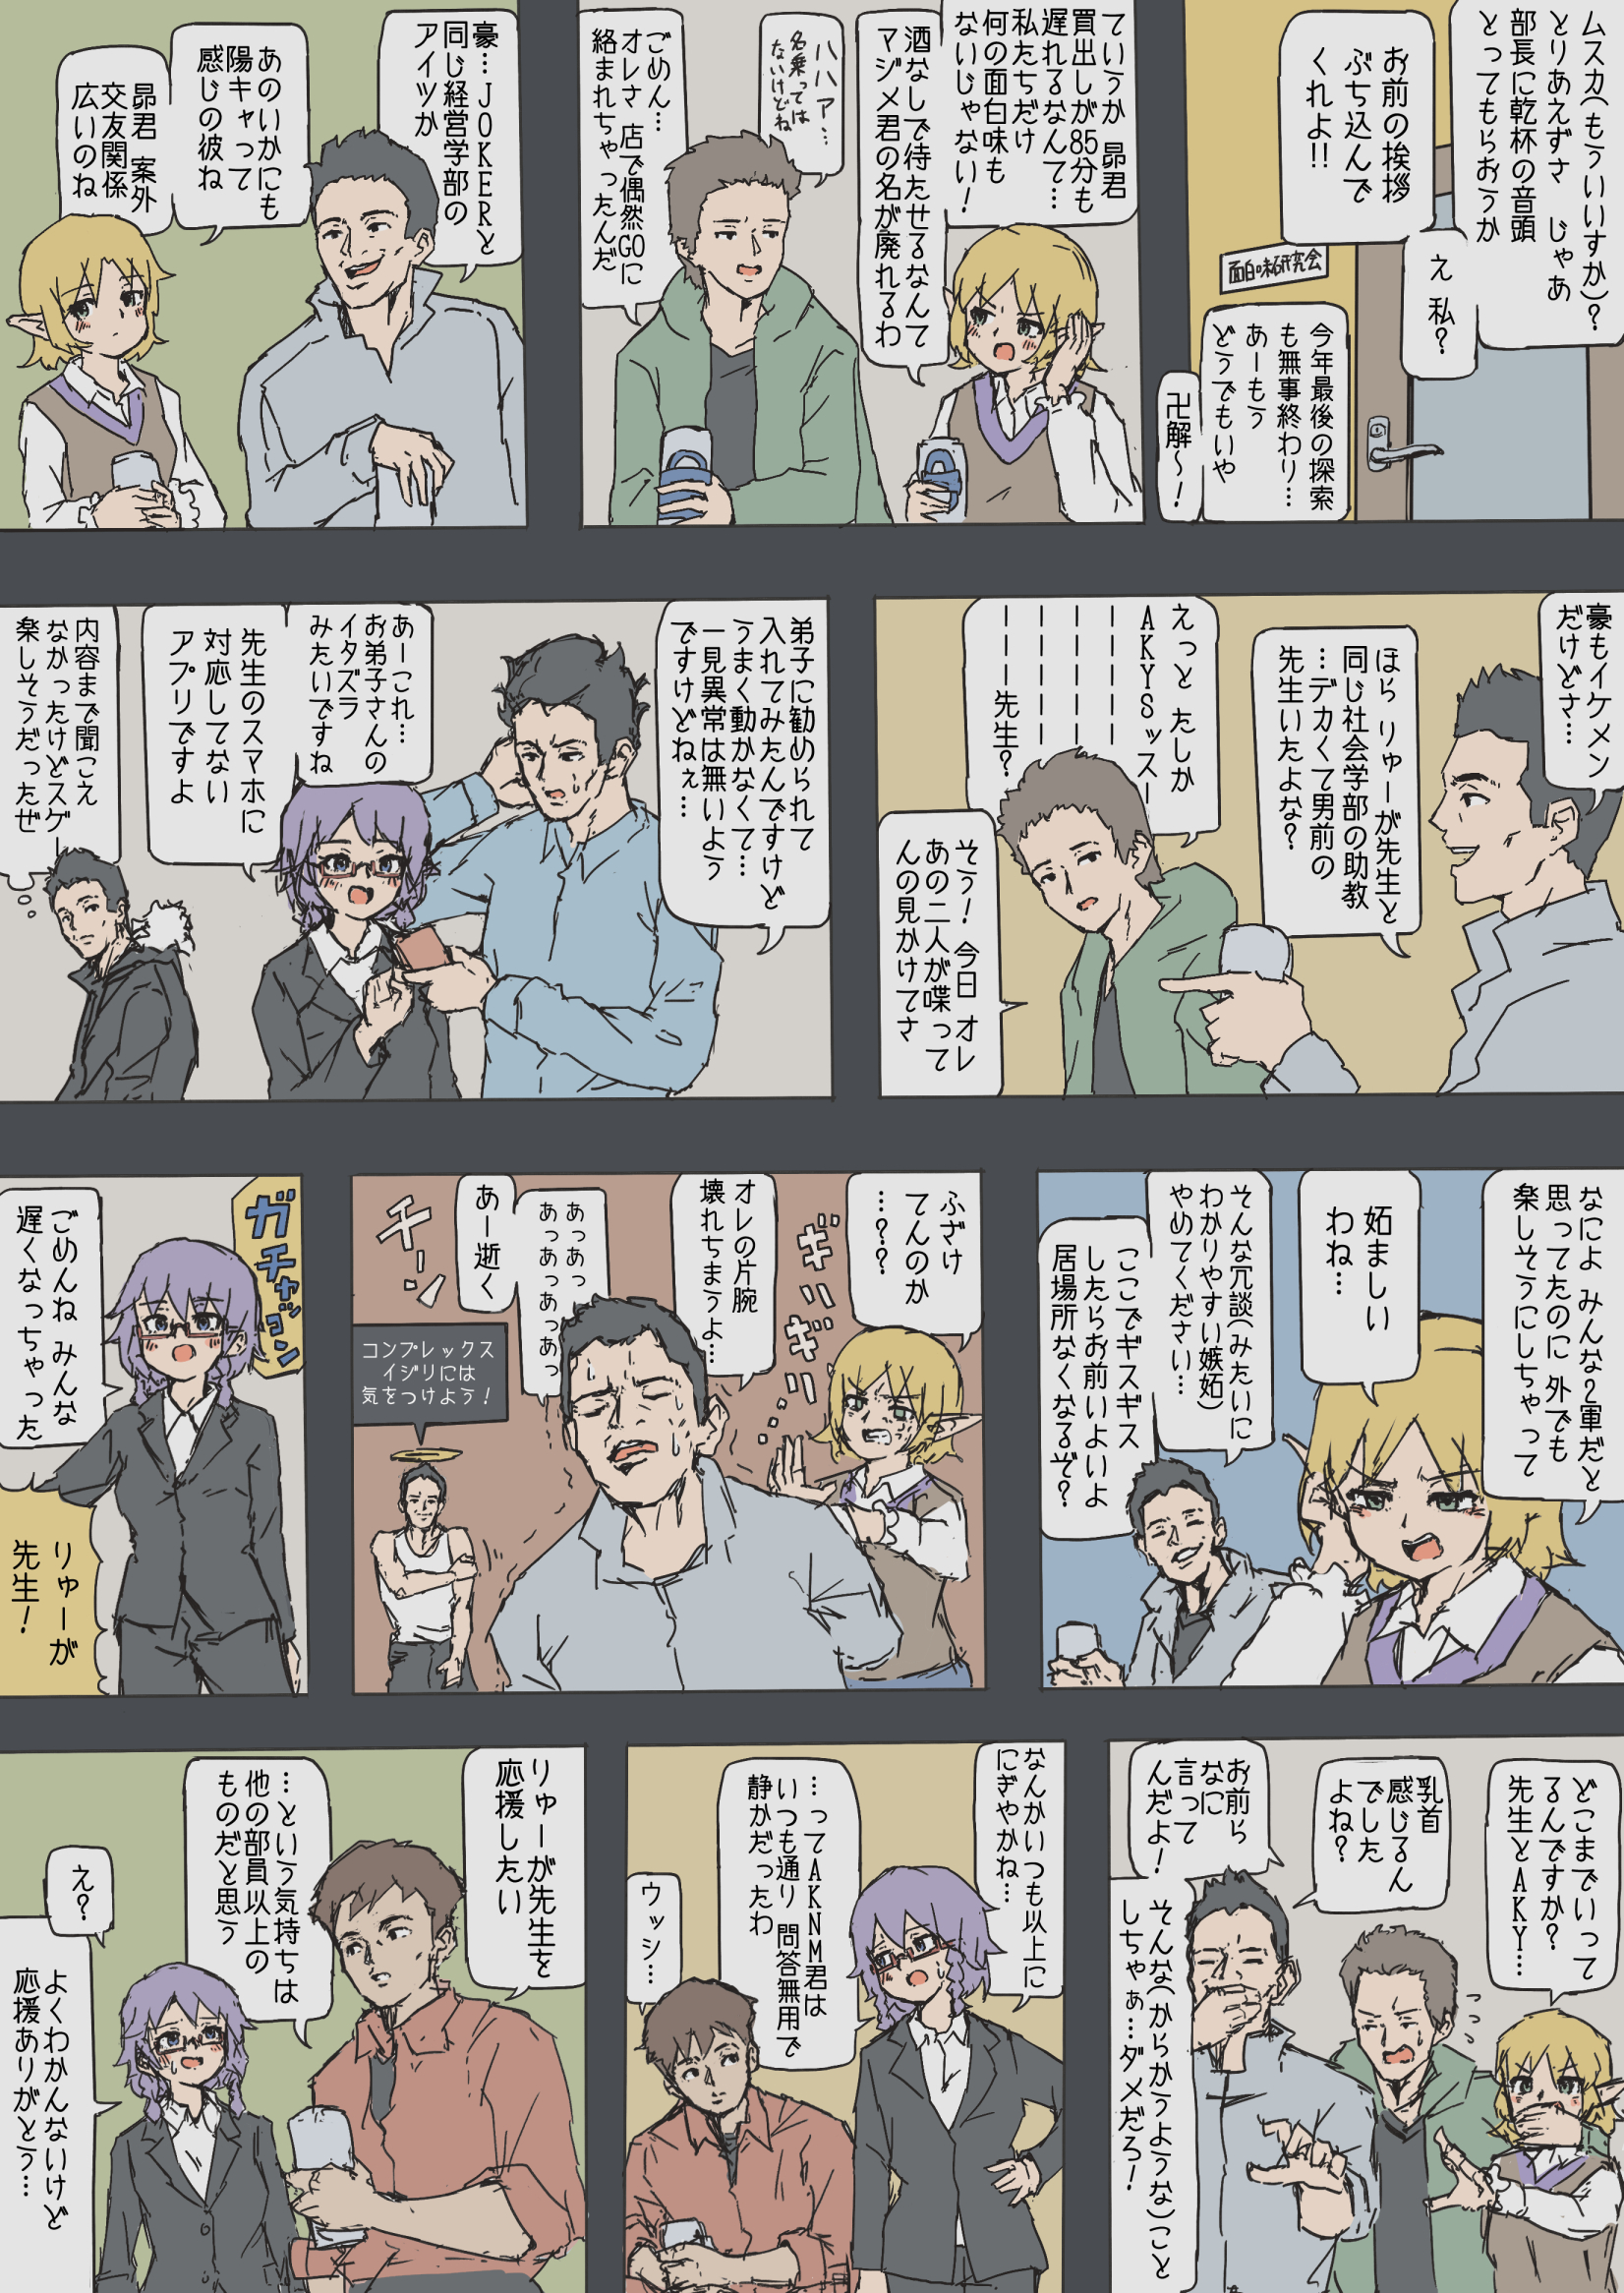 ムスカ(もういいすか)?
とりあえずさ じゃあ
部長に乾杯の音頭
とってもらおうか
え 私?
お前の挨拶
ぶち込んで
くれよ!!
面白味研究会
今年最後の探索
も無事終わり…
あーもう
どうでもいや
卍解〜!
ていうか 昴君
買出しが85分も
遅れるなんて…
私たちだけ
何の面白味も
ないじゃない!
酒なしで待たせるなんて
マジメ君の名が廃れるわ
ハハァ…
名乗っては
ないけどね
ごめん…
オレさ 店で偶然GOに
絡まれちゃったんだ
豪…JOKERと
同じ経営学部の
アイツか
あのいかにも
陽キャって
感じの彼ね
昴君 案外
交友関係
広いのね
豪もイケメン
だけどさ…
ほら りゅーが先生と
同じ社会学部の助教
…デカくて男前の
先生いたよな?
えっと たしか
AKYSッス―
―――――
―――――
―――――
―――先生?
そう! 今日 オレ
あの二人が喋って
んの見かけてさ
弟子に勧められて
入れてみたんですけど
うまく動かなくて…
一見異常は無いよう
ですけどねぇ…
あーこれ…
お弟子さんの
イタズラ
みたいですね
先生のスマホに
対応してない
アプリですよ
内容まで聞こえ
なかったけどスゲー
楽しそうだったぜ
なによ みんな2軍だと
思ってたのに 外でも
楽しそうにしちゃって
妬ましい
わね…
そんな冗談(みたいに
わかりやすい嫉妬)
やめてください…
ここでギスギス
したらお前いよいよ
居場所なくなるぞ?
ふざけ
てんのか
…??
ギリギリ…
オレの片腕
壊れちまうよ…
あっあっ
あっあっあっあっ
あー逝く
チーン
コンプレックス
イジリには
気をつけよう!
ガチャッコン
ごめんね みんな
遅くなっちゃった
りゅーが
先生!
どこまでいって
るんですか?
先生とAKY…
乳首
感じるん
でした
よね?
お前ら
なに
言って
んだよ!
そんな(からかうような)こと
しちゃぁ…ダメだろ!
なんかいつも以上に
にぎやかね…
…ってAKNM君は
いつも通り 問答無用で
静かだったわ
ウッシ…
りゅーが先生を
応援したい
…という気持ちは
他の部員以上の
ものだと思う
え?
よくわかんないけど
応援ありがとう…